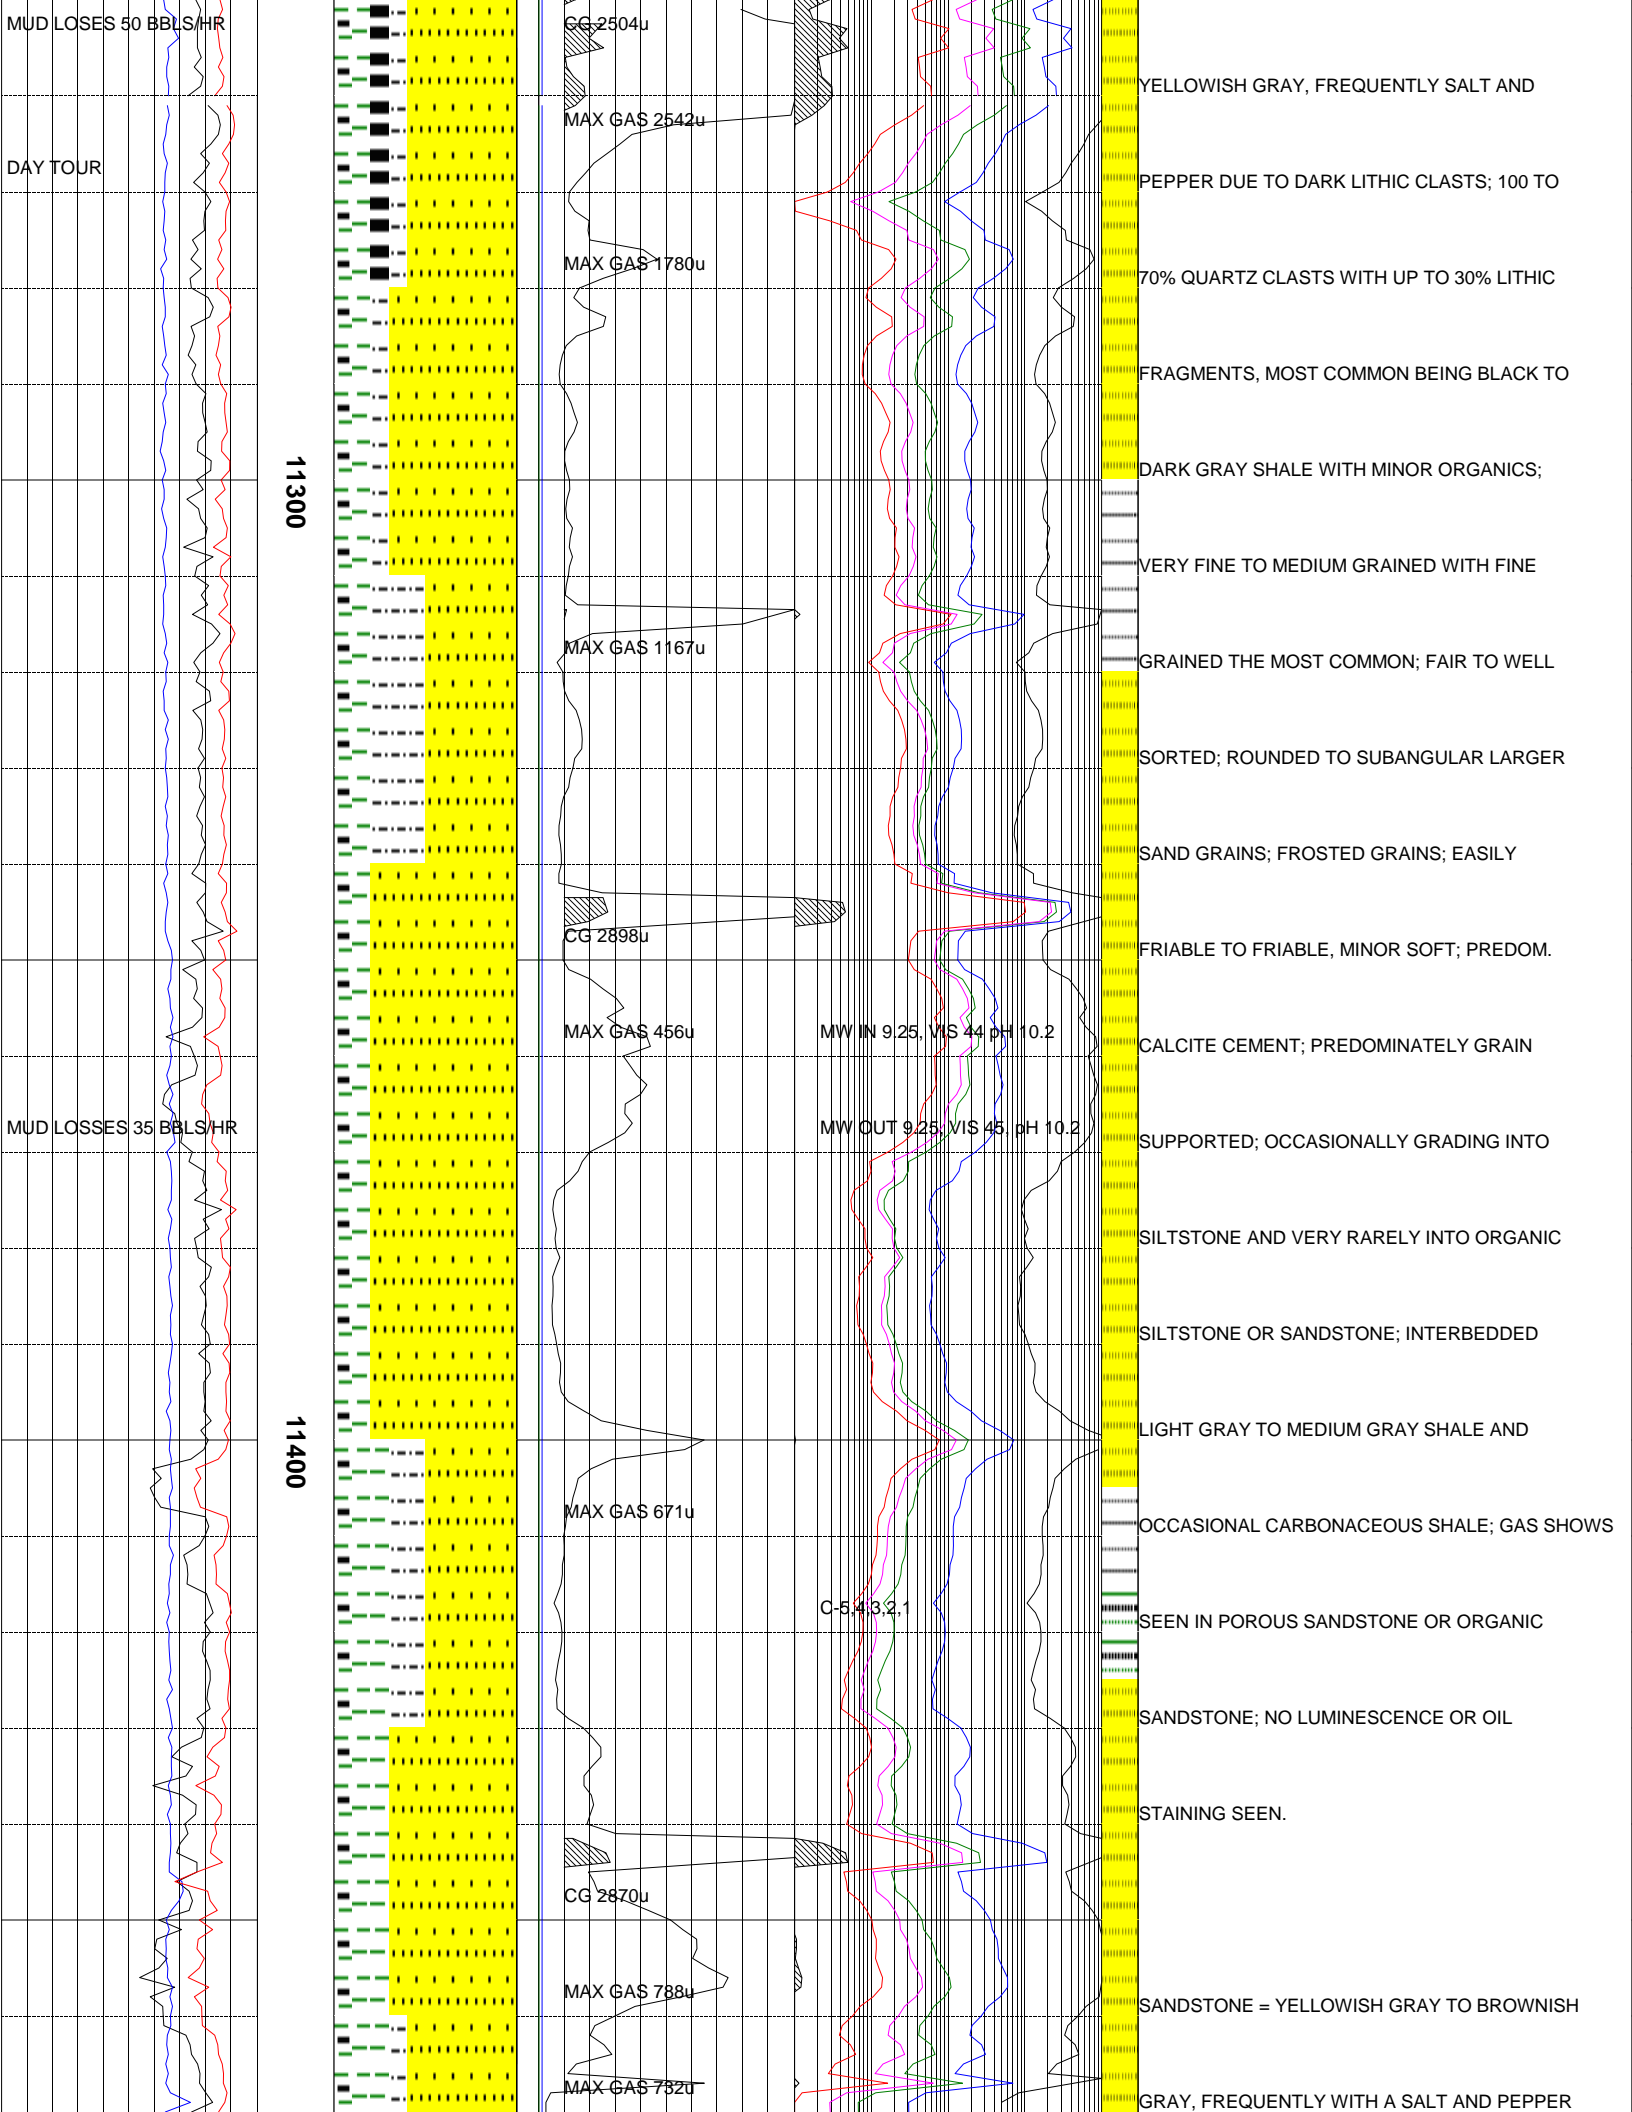 MUD LOSES 50 BBLS/HR
CG 2504u
YELLOWISH GRAY, FREQUENTLY SALT AND
MAX GAS 2542u
DAY TOUR
PEPPER DUE TO DARK LITHIC CLASTS; 100 TO
MAX GAS 1780u
70% QUARTZ CLASTS WITH UP TO 30% LITHIC
FRAGMENTS, MOST COMMON BEING BLACK TO
DARK GRAY SHALE WITH MINOR ORGANICS;
11300
VERY FINE TO MEDIUM GRAINED WITH FINE
MAX GAS 1167u
GRAINED THE MOST COMMON; FAIR TO WELL
SORTED; ROUNDED TO SUBANGULAR LARGER
SAND GRAINS; FROSTED GRAINS; EASILY
CG 2898u
FRIABLE TO FRIABLE, MINOR SOFT; PREDOM.
MAX GAS 456u
MW IN 9.25, VIS 44 pH 10.2
CALCITE CEMENT; PREDOMINATELY GRAIN
MUD LOSSES 35 BBLS/HR
MW OUT 9.25, VIS 45, pH 10.2
SUPPORTED; OCCASIONALLY GRADING INTO
SILTSTONE AND VERY RARELY INTO ORGANIC
SILTSTONE OR SANDSTONE; INTERBEDDED
LIGHT GRAY TO MEDIUM GRAY SHALE AND
11400
MAX GAS 671u
OCCASIONAL CARBONACEOUS SHALE; GAS SHOWS
C-5,4,3,2,1
SEEN IN POROUS SANDSTONE OR ORGANIC
SANDSTONE; NO LUMINESCENCE OR OIL
STAINING SEEN.
CG 2870u
MAX GAS 788u
SANDSTONE = YELLOWISH GRAY TO BROWNISH
MAX GAS 732u
GRAY, FREQUENTLY WITH A SALT AND PEPPER